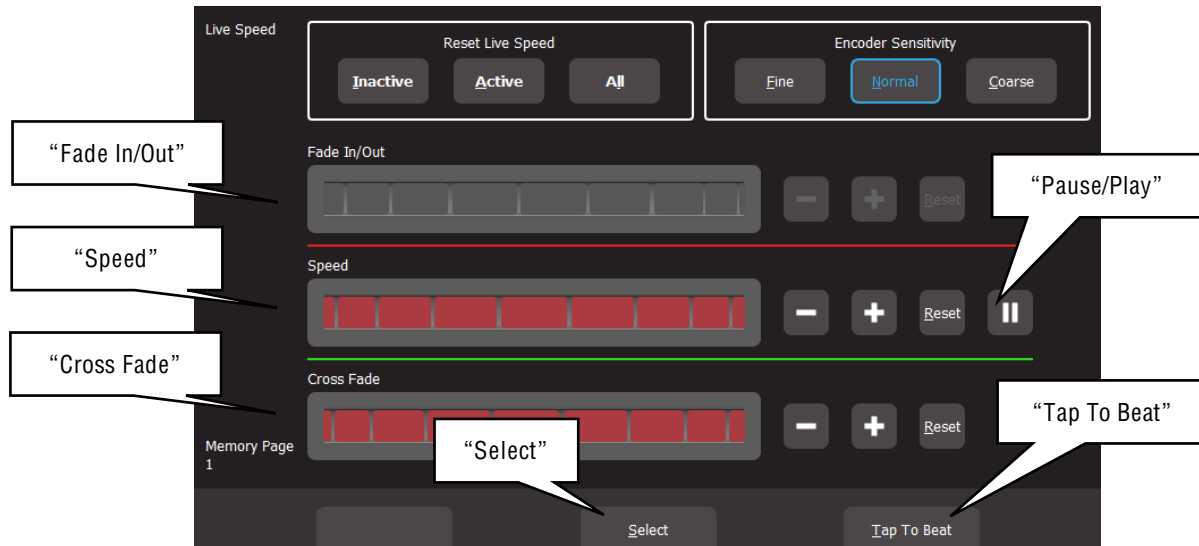 Live Speed
Reset Live Speed
Inactive
Active
All
Encoder Sensitivity
Fine
Normal
Coarse
“Fade In/Out”
Fade In/Out
Reset
“Pause/Play”
“Speed”
Speed
Reset
“Cross Fade”
Cross Fade
Reset
“Tap To Beat”
Memory Page
1
“Select”
Select
Tap To Beat